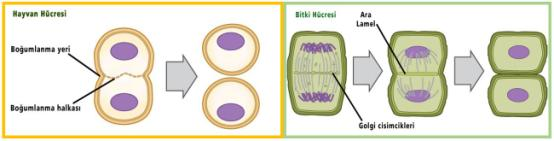 Hayvan Hücresi
Boğumlanma yeri
Boğumlanma halkası
Bitki Hücresi
Ara
Lamel
Golgi cisimcikleri